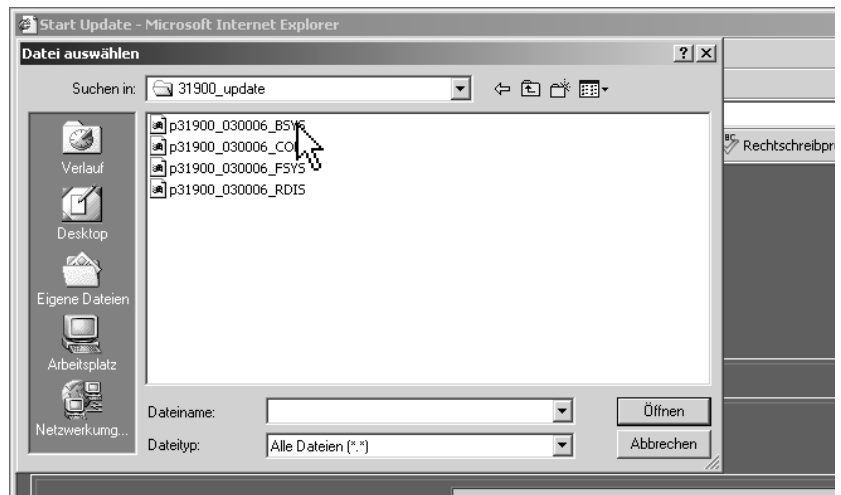 Start Update - Microsoft Internet Explorer
Datei auswählen
Suchen in: 31900_update
p31900_030006_BSYS
p31900_030006_CO
p31900_030006_FSYS
p31900_030006_RDIS
Verlauf
Desktop
Eigene Dateien
Arbeitsplatz
Netzwerkumg...
Dateiname:
Dateityp: Alle Dateien (*.*)
Öffnen
Abbrechen
Rechtschreibpr